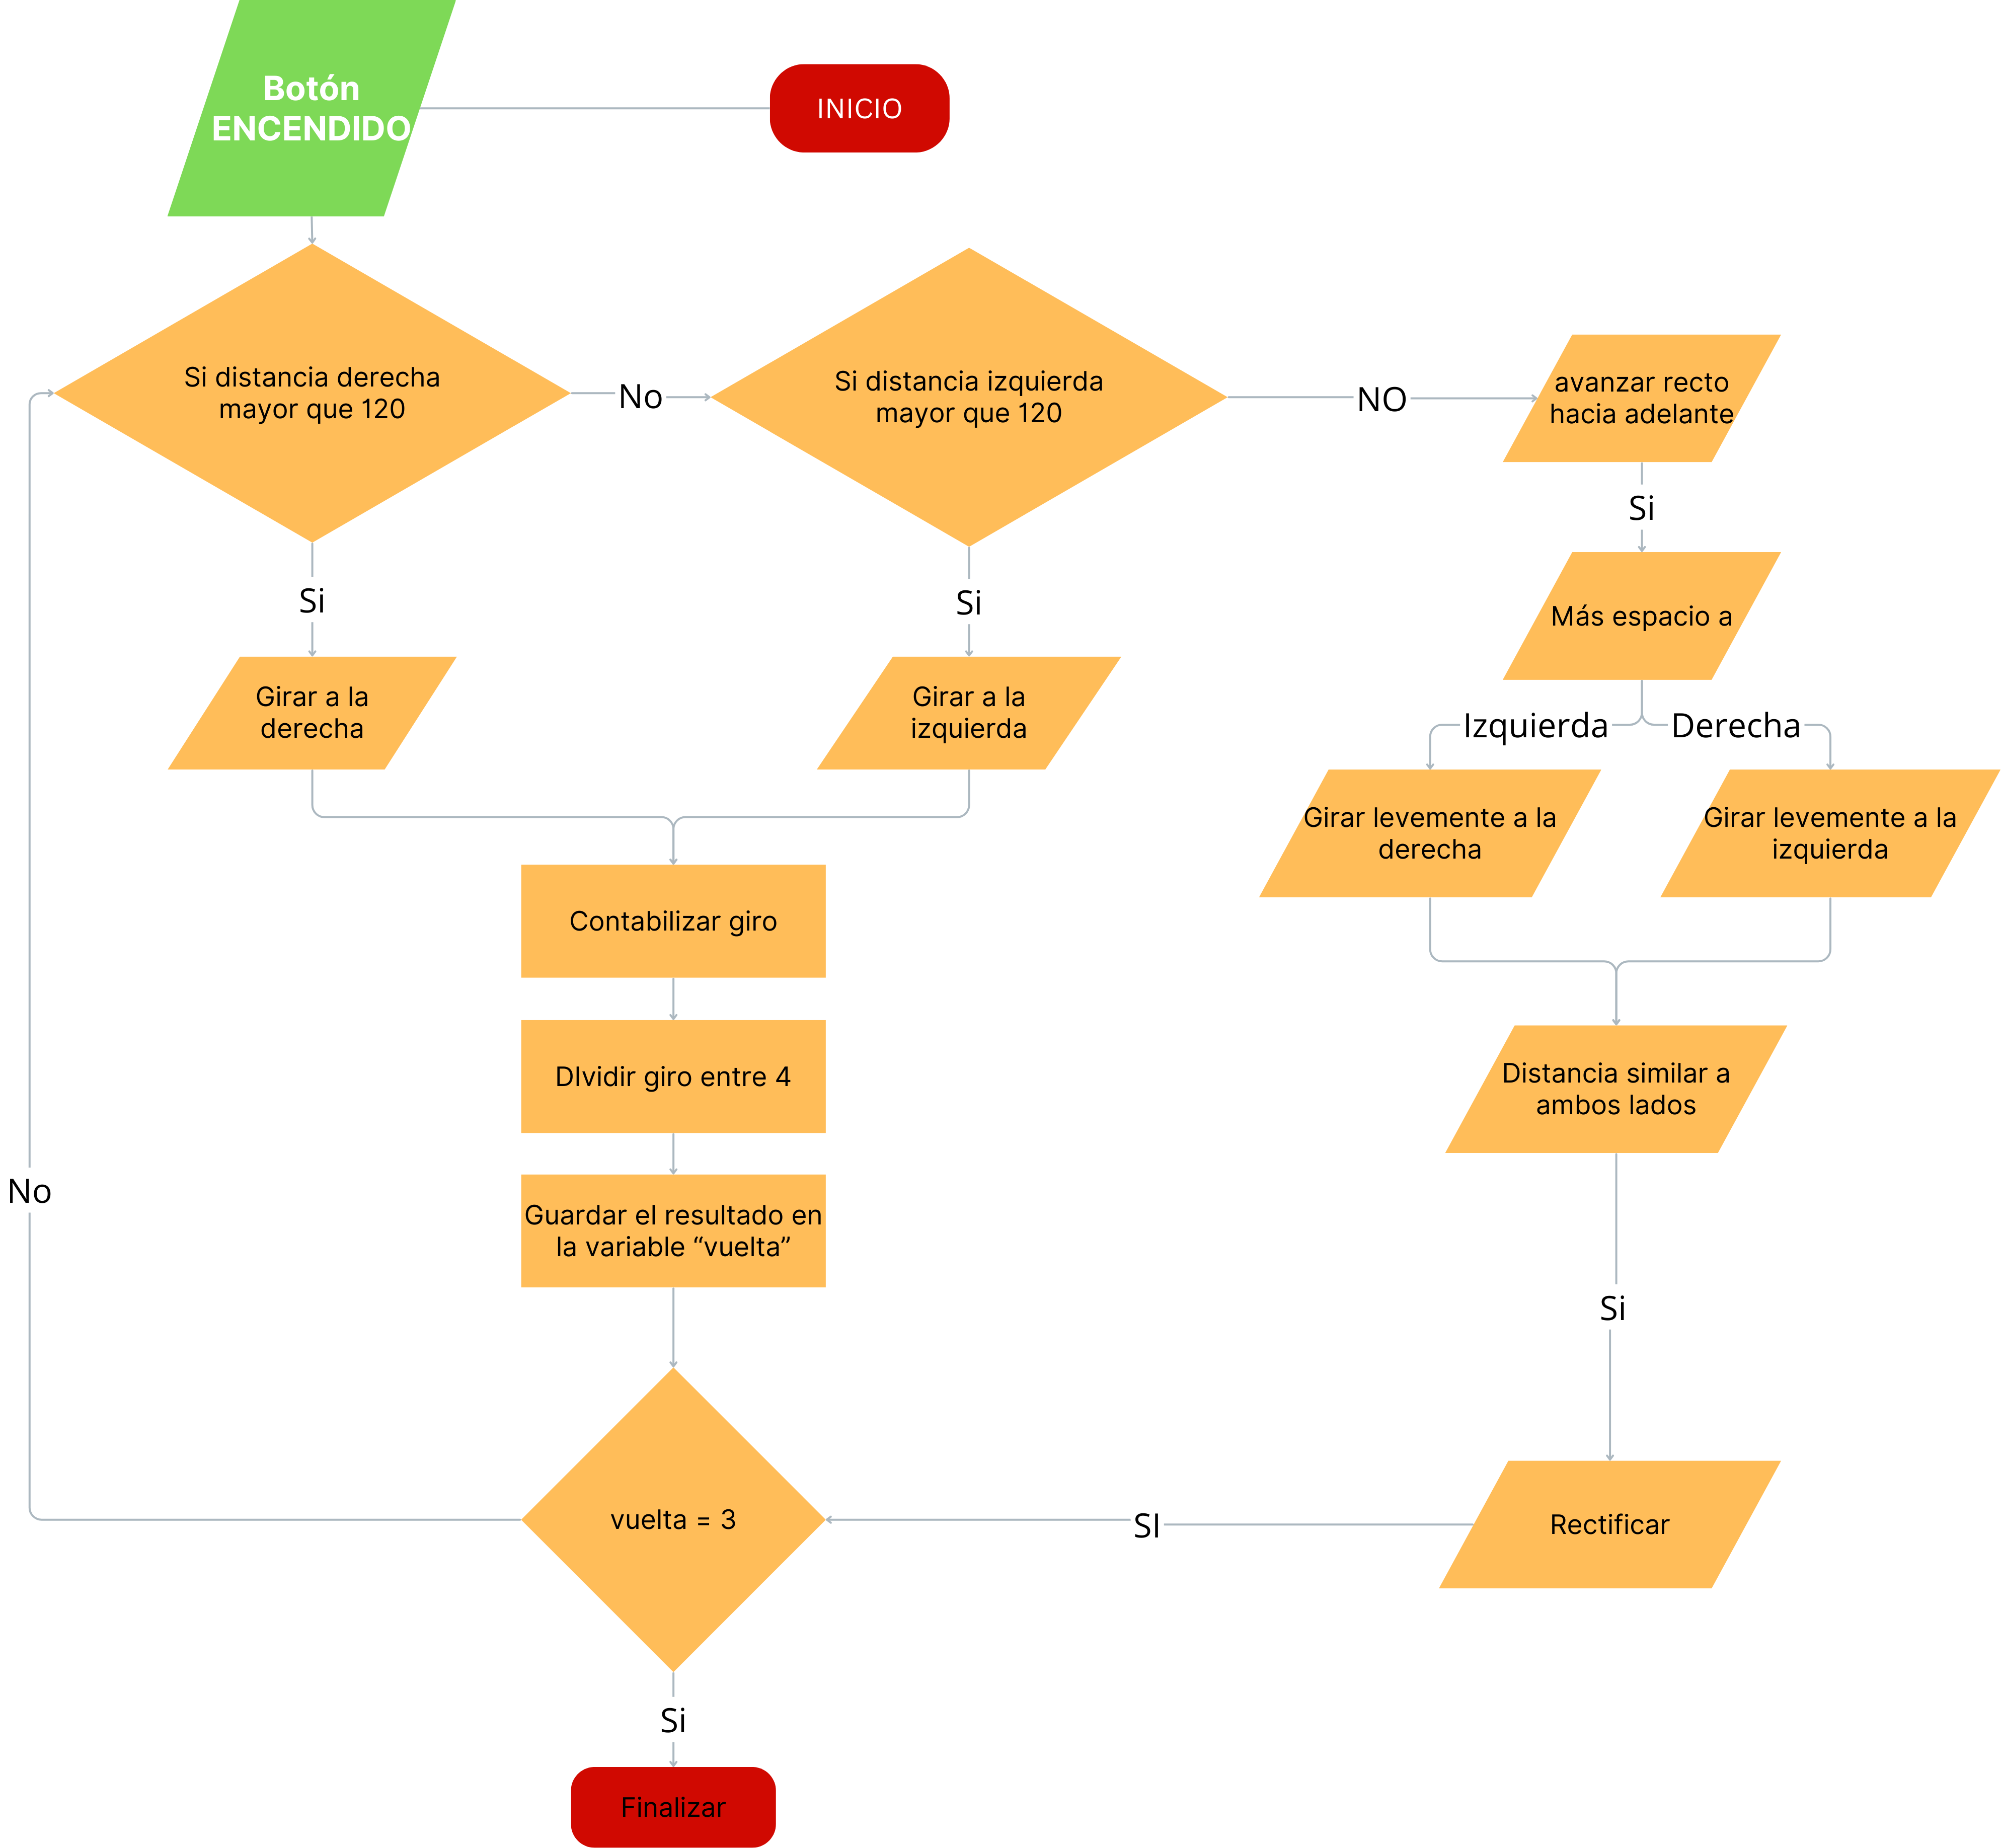 Botón
ENCENDIDO
INICIO
Si distancia derecha
mayor que 120
No
Si distancia izquierda
mayor que 120
NO
avanzar recto
hacia adelante
Si
Más espacio a
Si
Si
Girar a la
derecha
Girar a la
izquierda
Izquierda
Derecha
Girar levemente a la
derecha
Girar levemente a la
izquierda
Contabilizar giro
DIvidir giro entre 4
Distancia similar a
ambos lados
No
Guardar el resultado en
la variable “vuelta”
Si
vuelta = 3
SI
Rectificar
Si
Finalizar